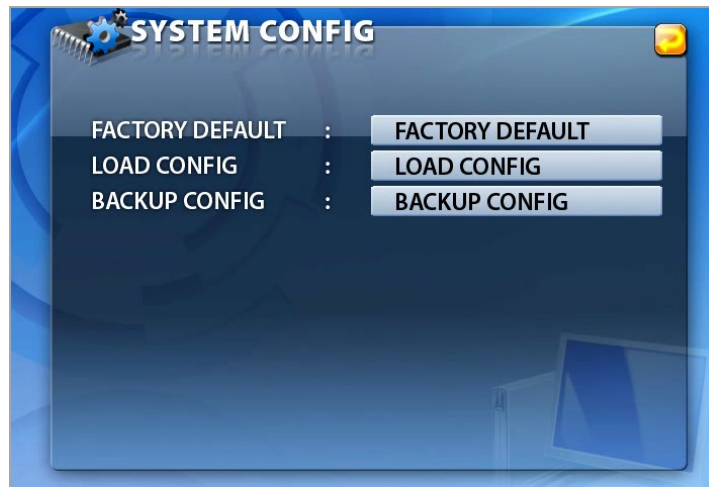 SYSTEM CONFIG
FACTORY DEFAULT : FACTORY DEFAULT
LOAD CONFIG : LOAD CONFIG
BACKUP CONFIG : BACKUP CONFIG